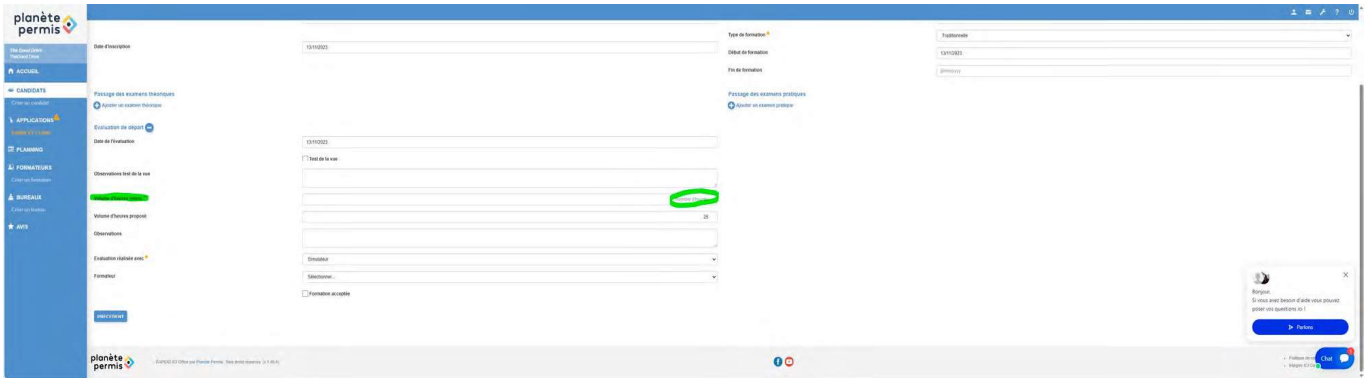 planète
permis
The Good Drive
ACCUEIL
CANDIDATS
Créer un candidat
APPLICATIONS
PLANNING
FORMATEURS
Créer un formateur
BUREAUX
Créer un bureau
AVIS
Type de formation
Traditionnelle
Date d'inscription
13/11/2023
Début de formation
13/11/2023
Fin de formation
Passage des examens théoriques
Passage des examens pratiques
Ajouter un examen théorique
Ajouter un examen pratique
Evaluation de départ
Date de l'évaluation
13/11/2023
Test de la vue
Observations test de la vue
Volume d'heures proposé
25
Observations
Evaluation réalisée avec
Simulateur
Formateur
Sélectionner...
Formation acceptée
ENREGISTRER
Bonjour,
Si vous avez besoin d'aide vous pouvez
poser vos questions ici !
Parlons
planète
permis
Chat
1